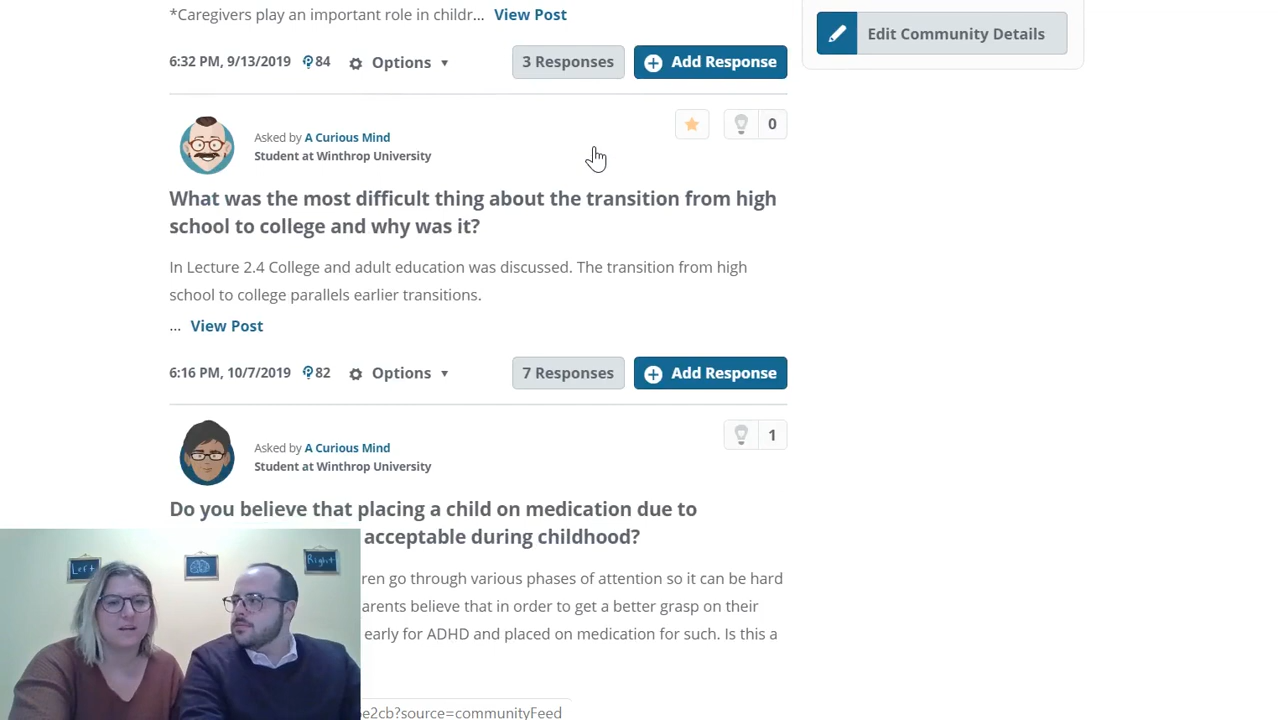 *Caregivers play an important role in childr... View Post
Edit Community Details
6:32 PM, 9/13/2019 84 Options 3 Responses Add Response
Asked by A Curious Mind 0
Student at Winthrop University
What was the most difficult thing about the transition from high
school to college and why was it?
In Lecture 2.4 College and adult education was discussed. The transition from high
school to college parallels earlier transitions.
... View Post
6:16 PM, 10/7/2019 82 Options 7 Responses Add Response
Asked by A Curious Mind 1
Student at Winthrop University
Do you believe that placing a child on medication due to
acceptable during childhood?
ren go through various phases of attention so it can be hard
arents believe that in order to get a better grasp on their
early for ADHD and placed on medication for such. Is this a
e2cb?source=communityFeed
Left
Right